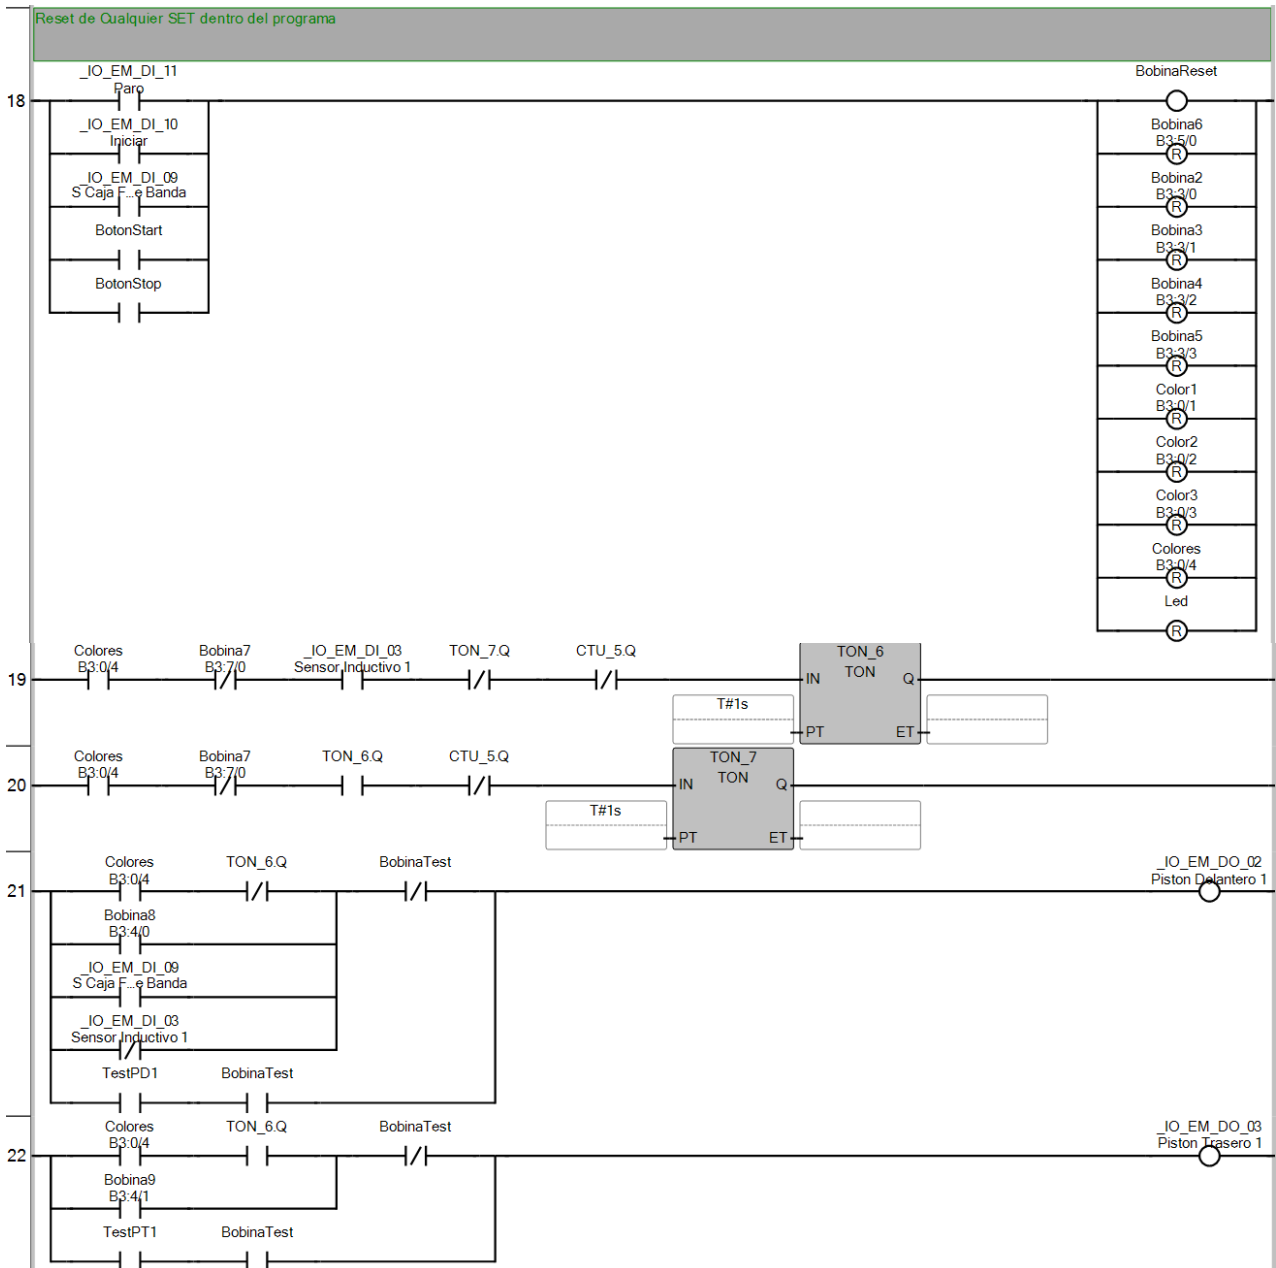 Reset de Cualquier SET dentro del programa
_IO_EM_DI_11
Paro
BobinaReset
18
_IO_EM_DI_10
Iniciar
Bobina6
B3:5/0
R
_IO_EM_DI_09
S Caja F...e Banda
Bobina2
B3:3/0
R
BotonStart
Bobina3
B3:3/1
R
BotonStop
Bobina4
B3:3/2
R
Bobina5
B3:3/3
R
Color1
B3:0/1
R
Color2
B3:0/2
R
Color3
B3:0/3
R
Colores
B3:0/4
R
Led
R
19
Colores
B3:0/4
Bobina7
B3:7/0
_IO_EM_DI_03
Sensor Inductivo 1
TON_7.Q
CTU_5.Q
TON_6
TON
IN
Q
T#1s
PT
ET
20
Colores
B3:0/4
Bobina7
B3:7/0
TON_6.Q
CTU_5.Q
TON_7
TON
IN
Q
T#1s
PT
ET
21
Colores
B3:0/4
TON_6.Q
BobinaTest
_IO_EM_DO_02
Piston Delantero 1
Bobina8
B3:4/0
_IO_EM_DI_09
S Caja F...e Banda
_IO_EM_DI_03
Sensor Inductivo 1
TestPD1
BobinaTest
22
Colores
B3:0/4
TON_6.Q
BobinaTest
_IO_EM_DO_03
Piston Trasero 1
Bobina9
B3:4/1
TestPT1
BobinaTest